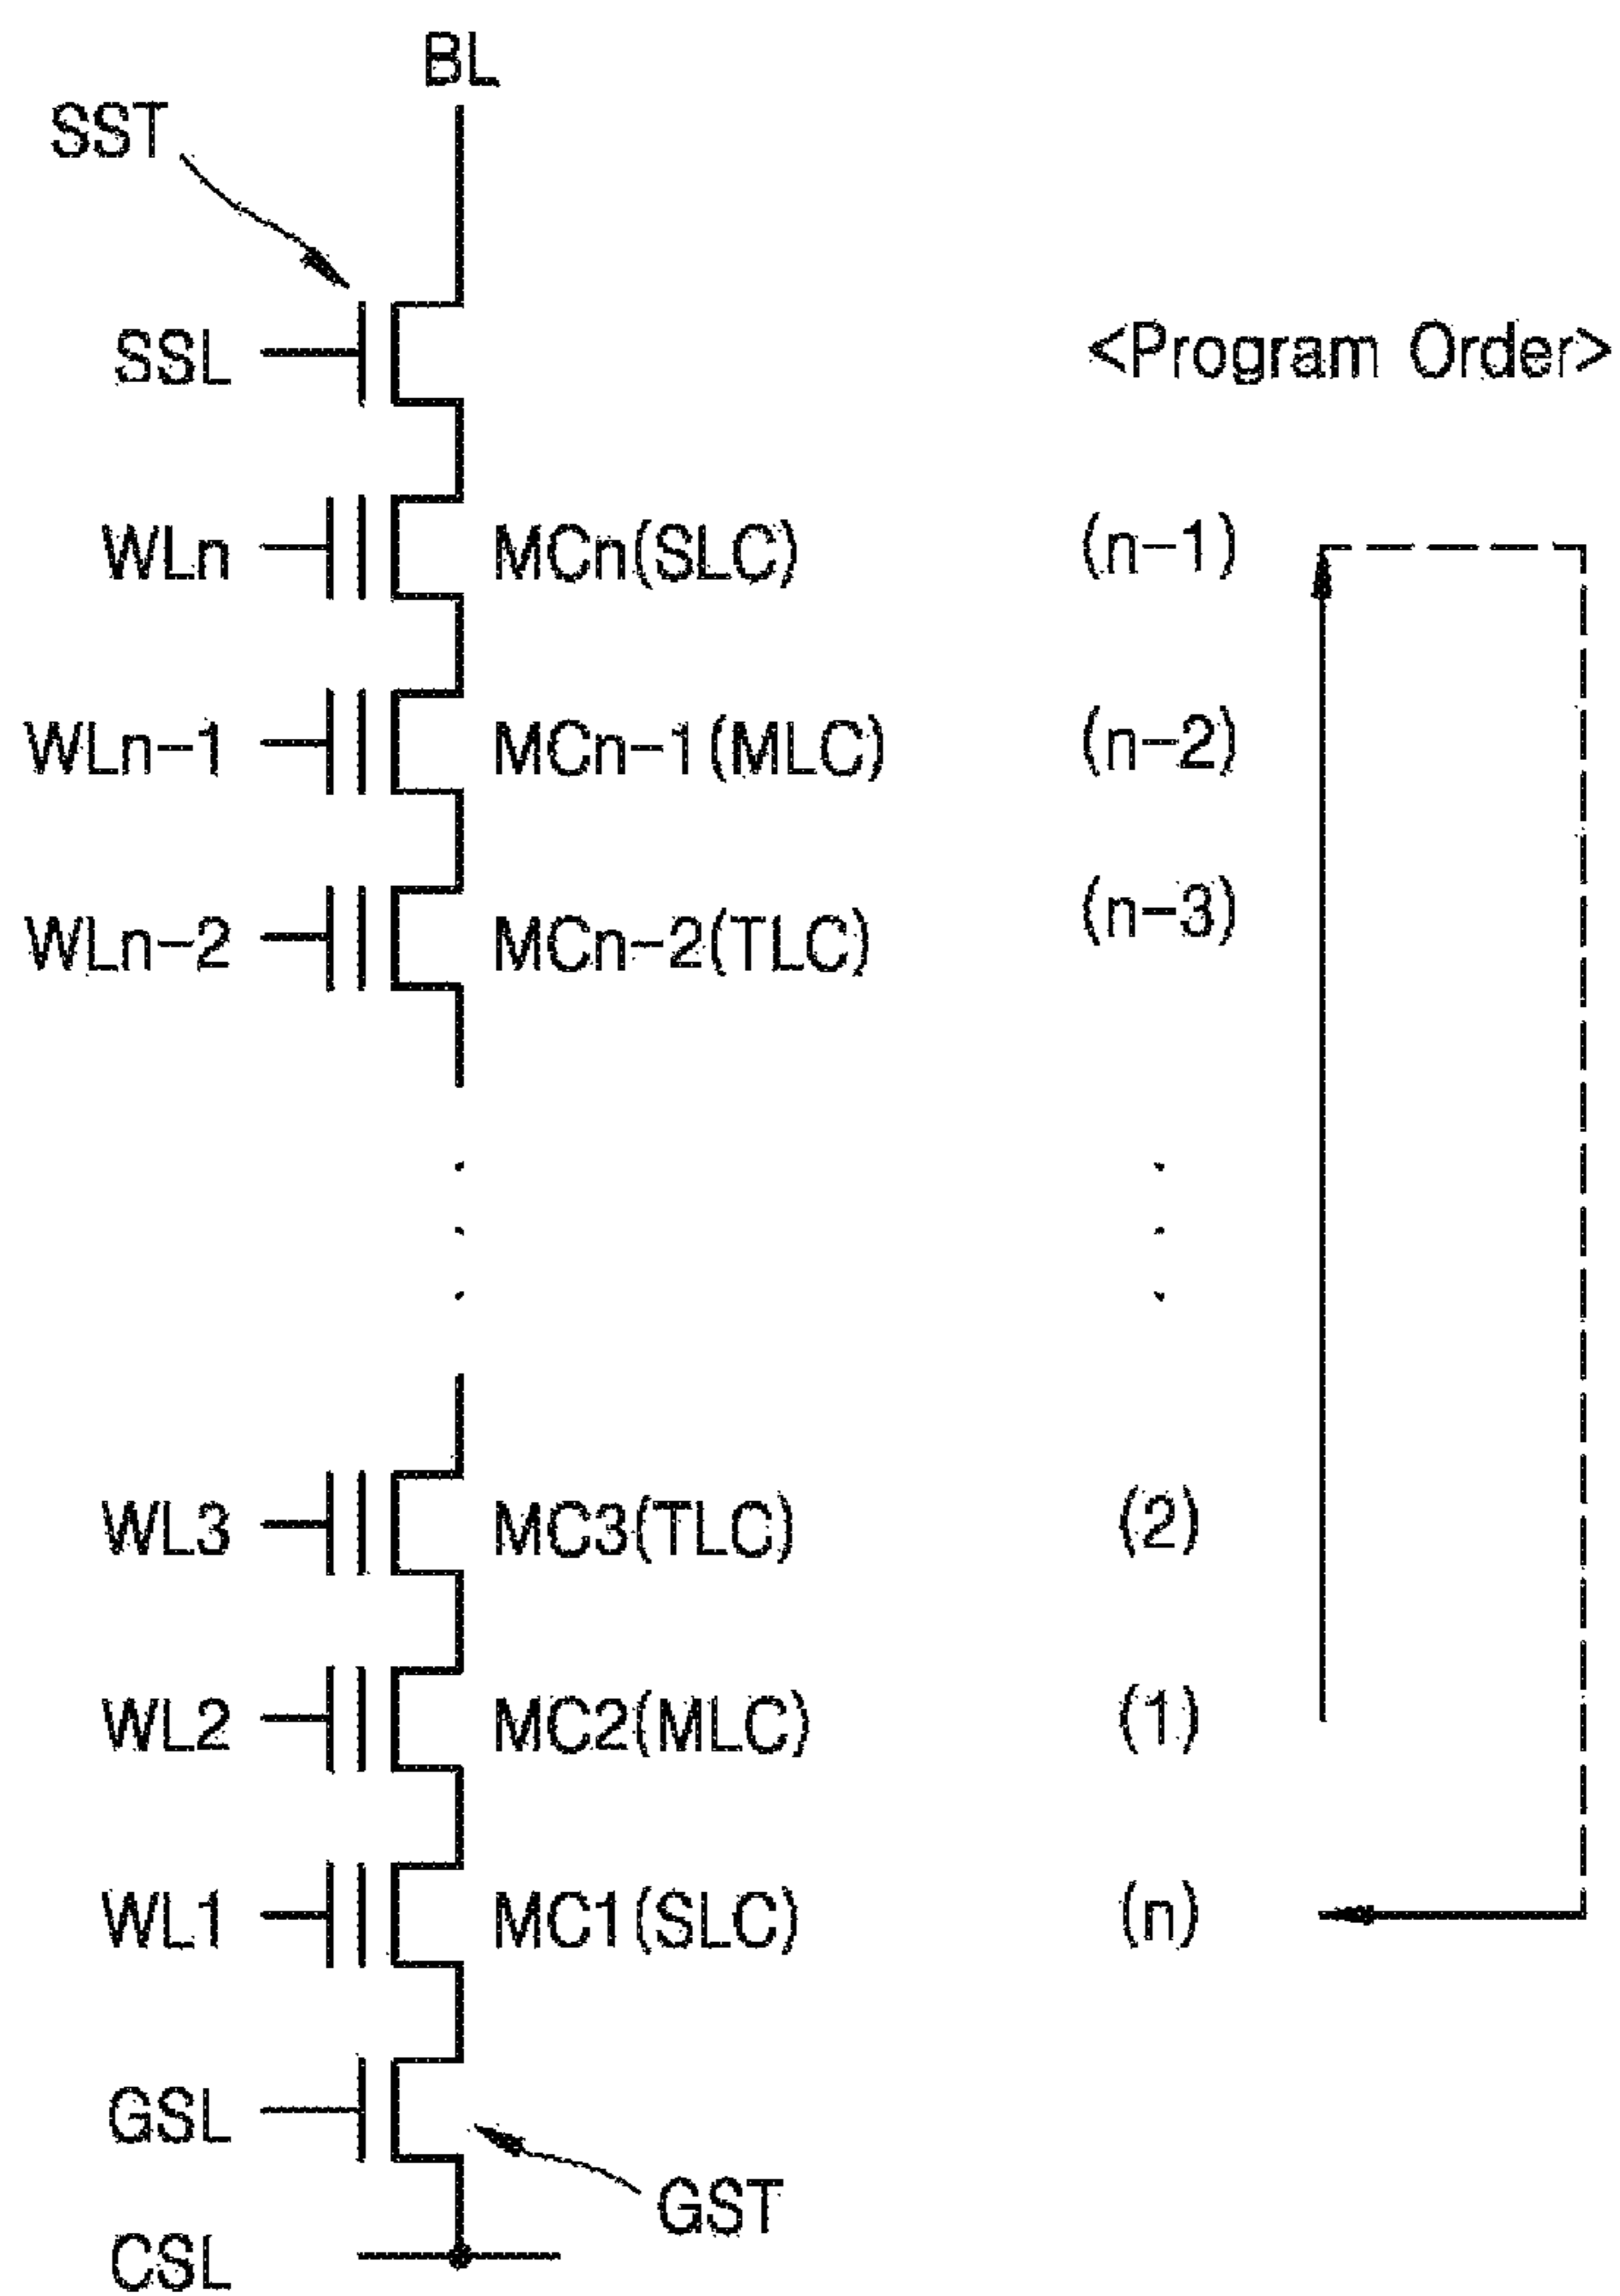 BL
SST
SSL
<Program Order>
WLn MCn(SLC) (n-1)
WLn-1 MCn-1(MLC) (n-2)
WLn-2 MCn-2(TLC) (n-3)
WL3 MC3(TLC) (2)
WL2 MC2(MLC) (1)
WL1 MC1(SLC) (n)
GSL
GST
CSL